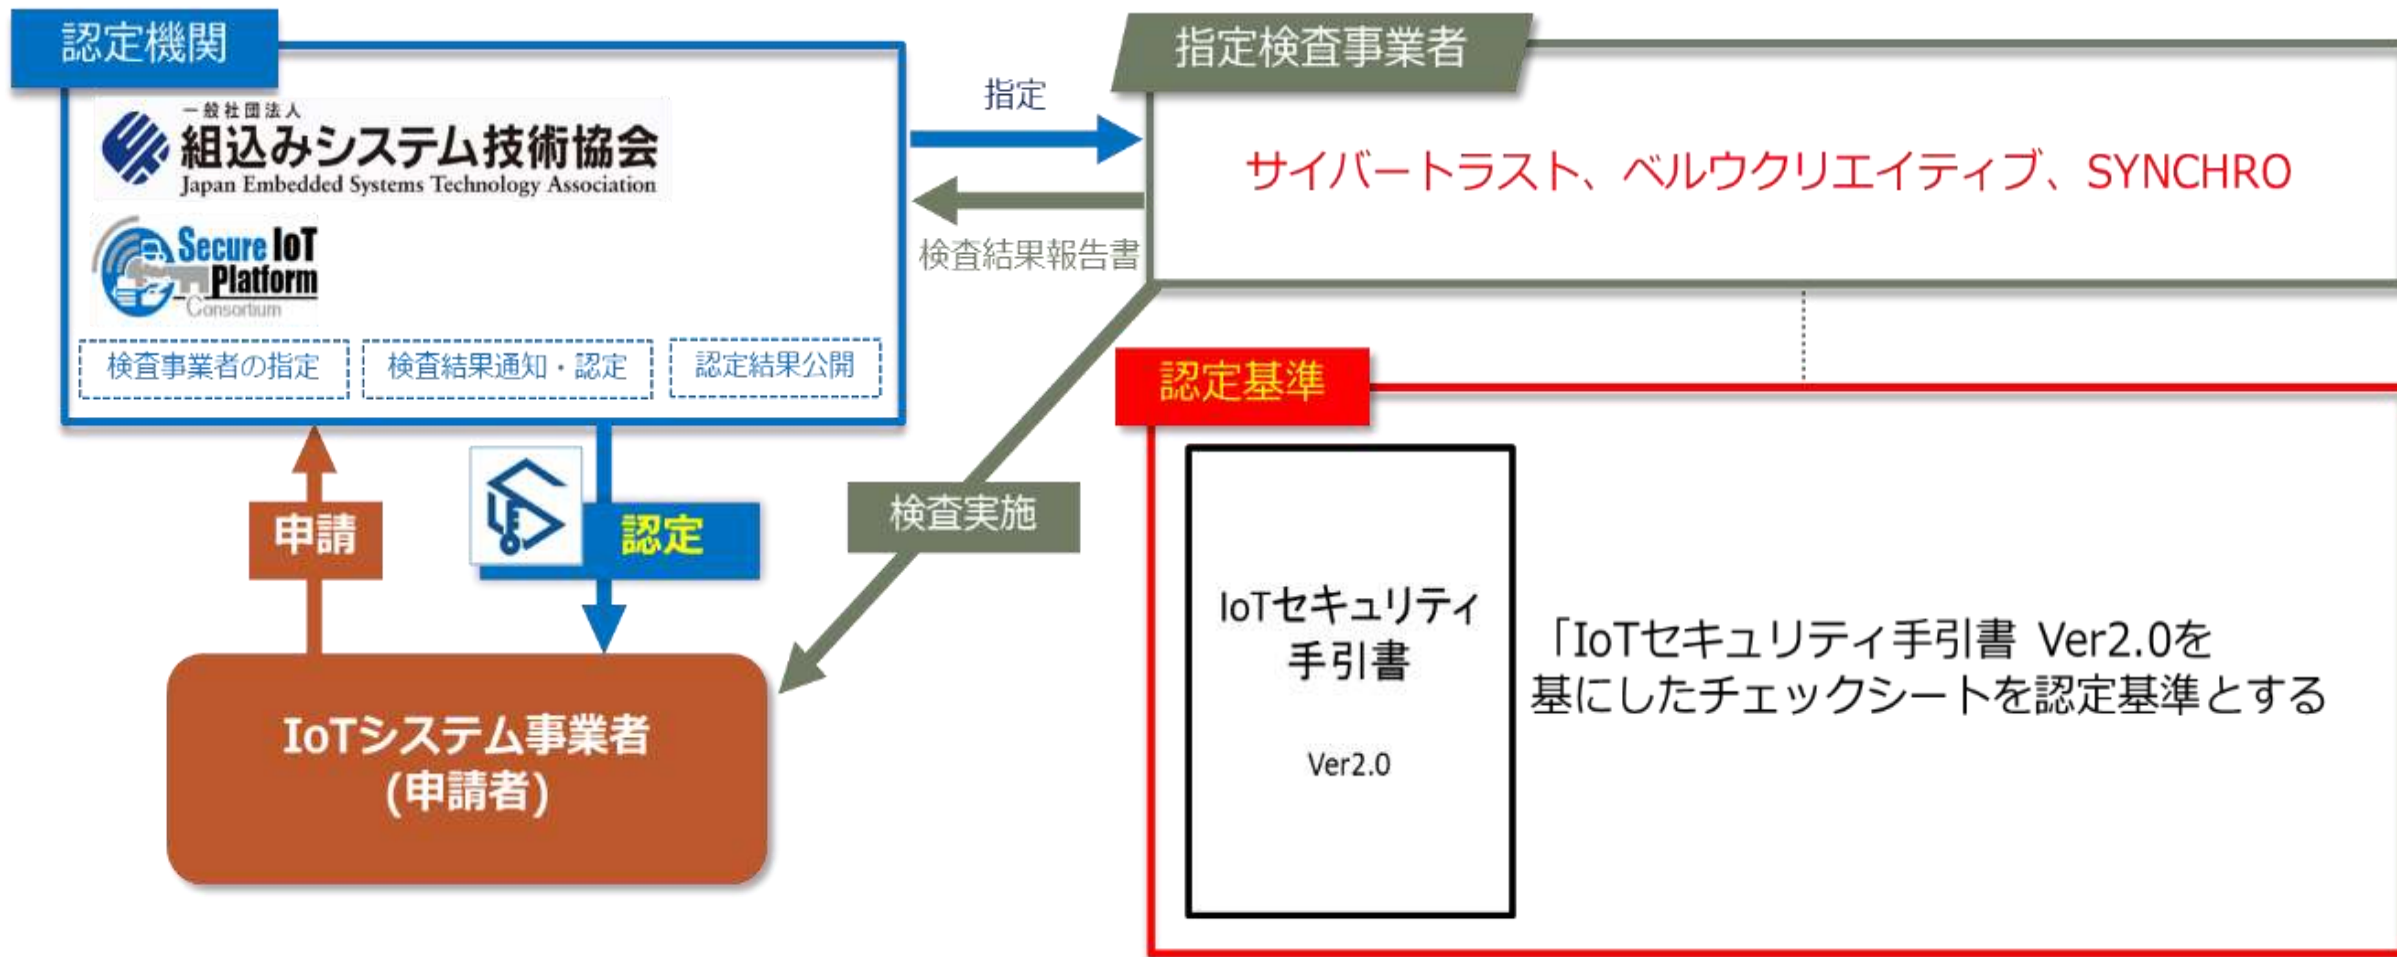 認定機関
一般社団法人
組込みシステム技術協会
Japan Embedded Systems Technology Association
Secure IoT
Platform
Consortium
検査事業者の指定
検査結果通知・認定
認定結果公開
指定
検査結果報告書
指定検査事業者
サイバートラスト、ベルウクリエイティブ、SYNCHRO
申請
認定
検査実施
IoTシステム事業者
(申請者)
認定基準
IoTセキュリティ
手引書
Ver2.0
「IoTセキュリティ手引書 Ver2.0を
基にしたチェックシートを認定基準とする